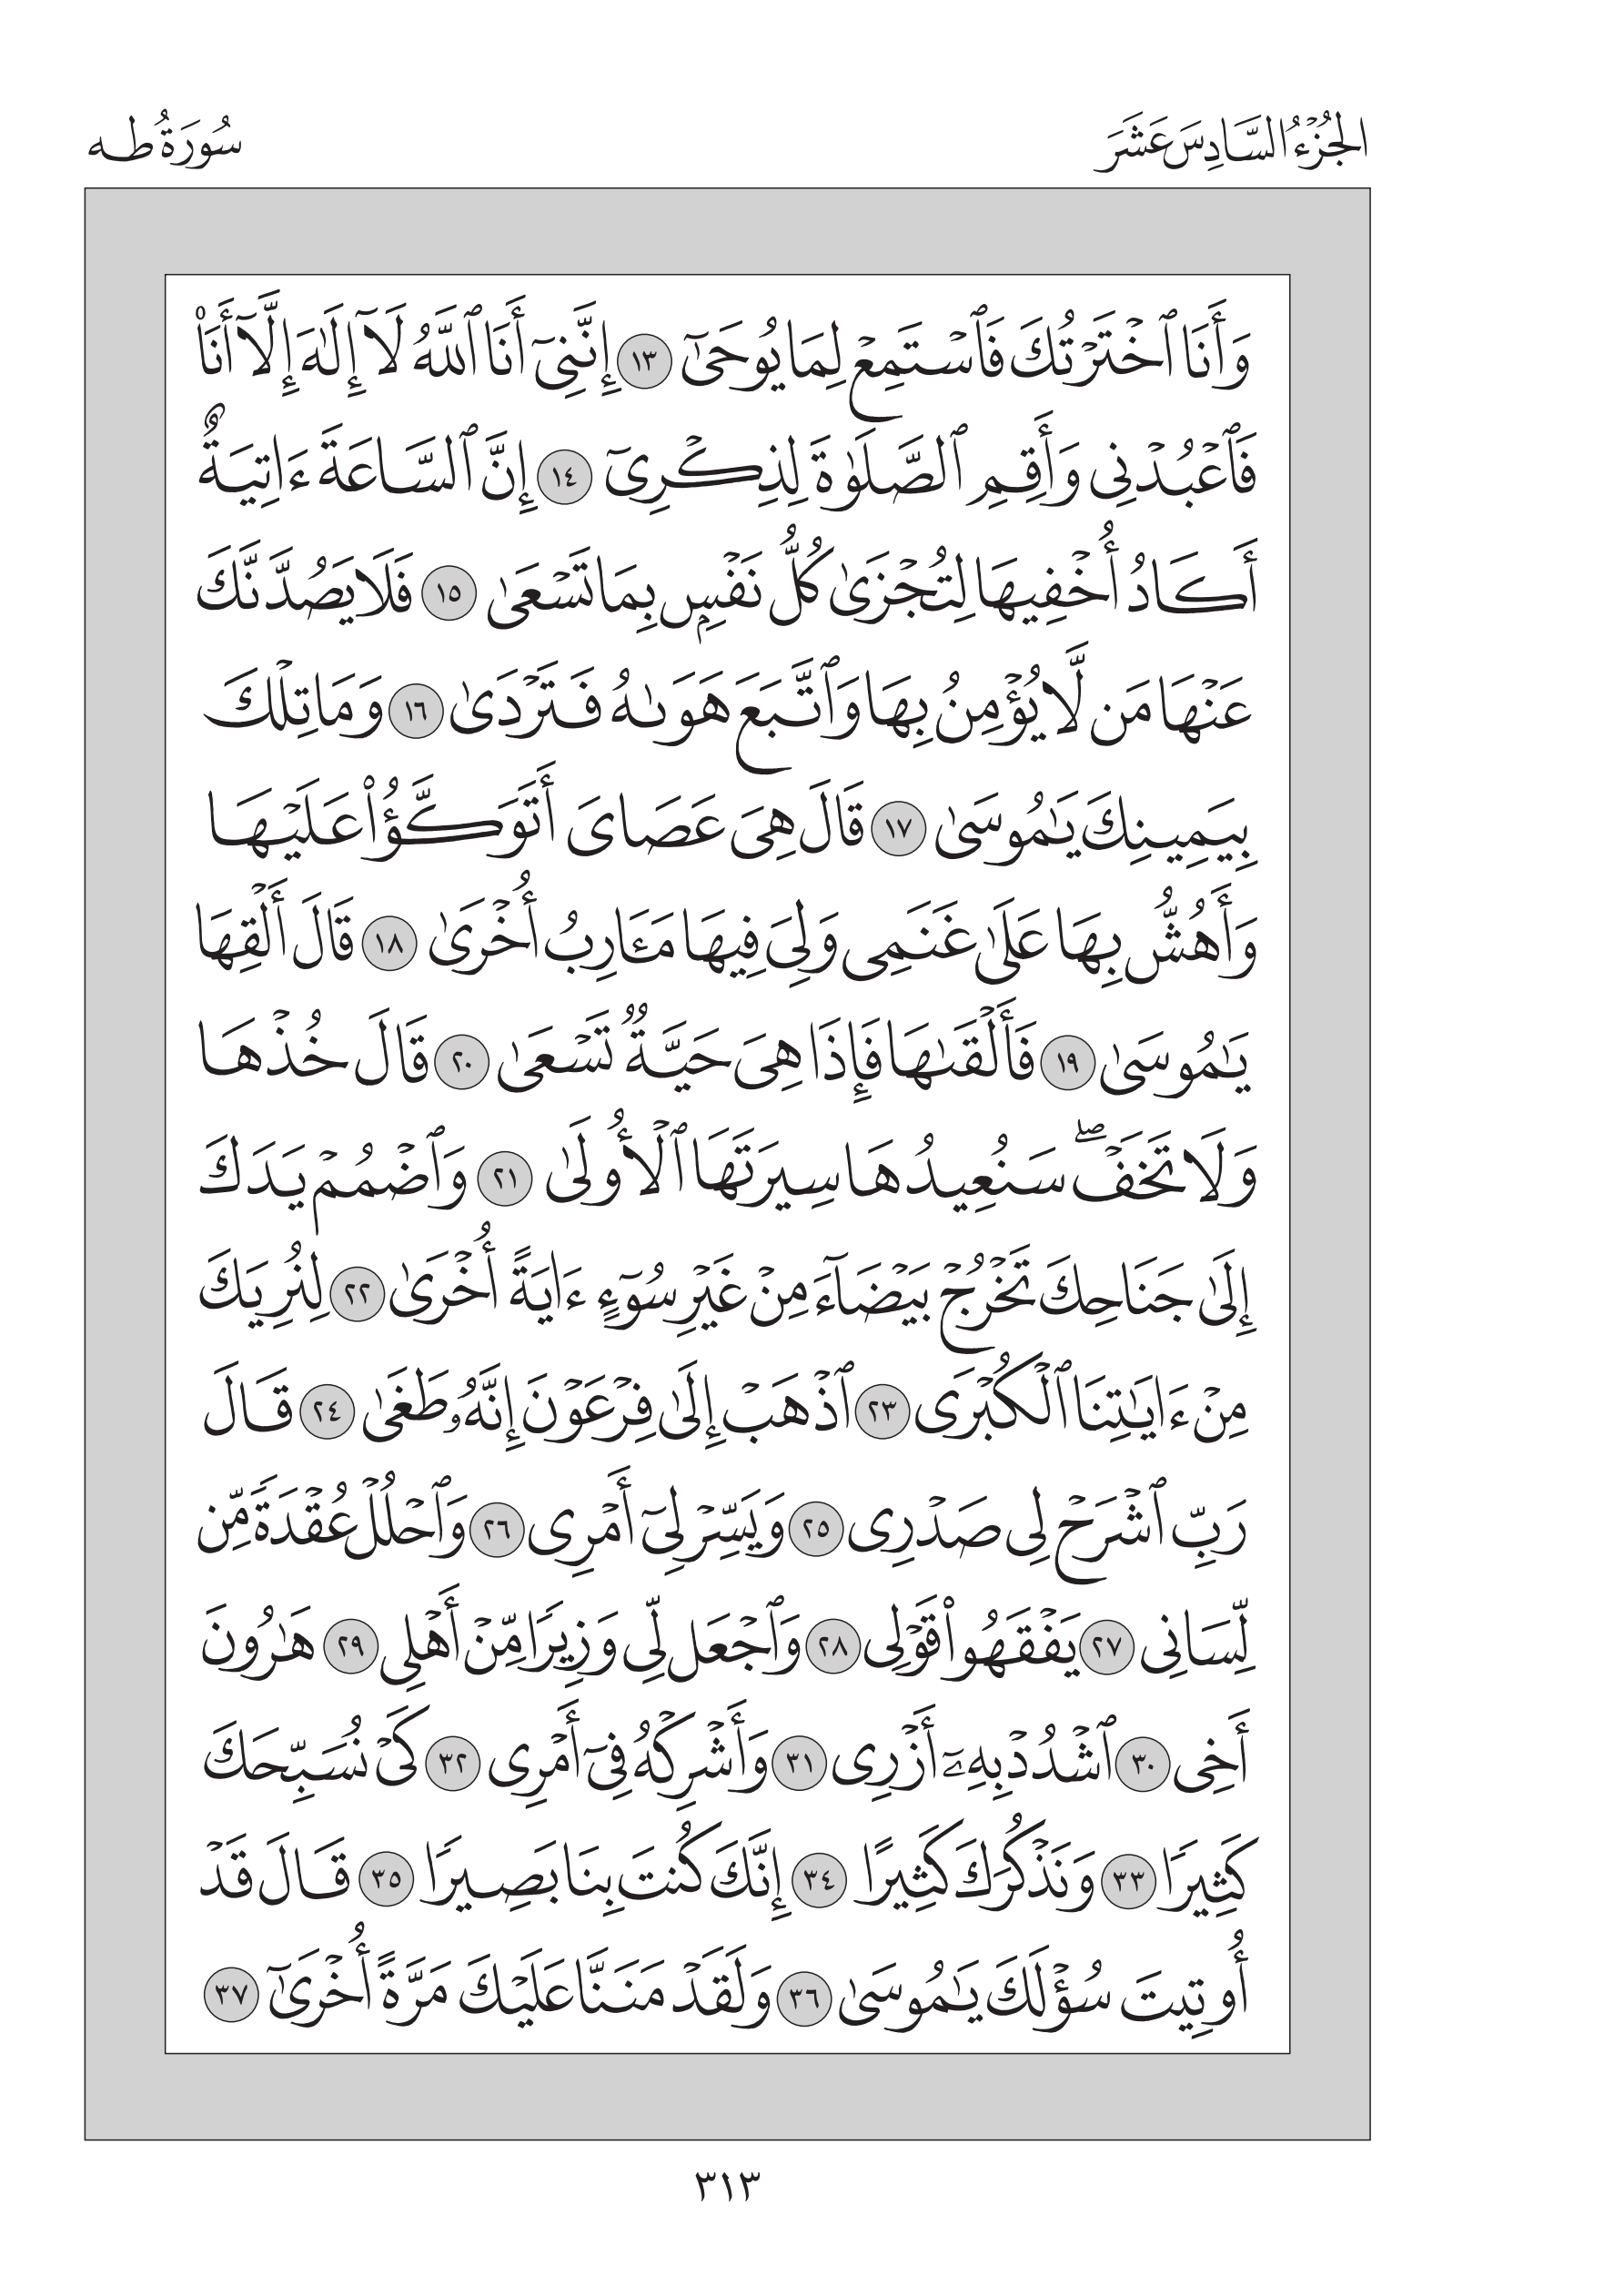 الجُزْءُ السَّادِسَ عَشَرَ
سُورَةُ طه
وَأَنَا ٱخْتَرْتُكَ فَٱسْتَمِعْ لِمَا يُوحَىٰٓ ١٣ إِنَّنِىٓ أَنَا ٱللَّهُ لَآ إِلَٰهَ إِلَّآ أَنَا۠
فَٱعْبُدْنِى وَأَقِمِ ٱلصَّلَوٰةَ لِذِكْرِىٓ ١٤ إِنَّ ٱلسَّاعَةَ ءَاتِيَةٌ
أَكَادُ أُخْفِيهَا لِتُجْزَىٰ كُلُّ نَفْسٍۭ بِمَا تَسْعَىٰ ١٥ فَلَا يَصُدَّنَّكَ
عَنْهَا مَن لَّا يُؤْمِنُ بِهَا وَٱتَّبَعَ هَوَىٰهُ فَتَرْدَىٰ ١٦ وَمَا تِلْكَ
بِيَمِينِكَ يَٰمُوسَىٰ ١٧ قَالَ هِىَ عَصَاىَ أَتَوَكَّؤُا۟ عَلَيْهَا
وَأَهُشُّ بِهَا عَلَىٰ غَنَمِى وَلِىَ فِيهَا مَـَٔارِبُ أُخْرَىٰ ١٨ قَالَ أَلْقِهَا
يَٰمُوسَىٰ ١٩ فَأَلْقَىٰهَا فَإِذَا هِىَ حَيَّةٌ تَسْعَىٰ ٢٠ قَالَ خُذْهَا
وَلَا تَخَفْ ۖ سَنُعِيدُهَا سِيرَتَهَا ٱلْأُولَىٰ ٢١ وَٱضْمُمْ يَدَكَ
إِلَىٰ جَنَاحِكَ تَخْرُجْ بَيْضَآءَ مِنْ غَيْرِ سُوٓءٍ ءَايَةً أُخْرَىٰ ٢٢ لِنُرِيَكَ
مِنْ ءَايَٰتِنَا ٱلْكُبْرَى ٢٣ ٱذْهَبْ إِلَىٰ فِرْعَوْنَ إِنَّهُۥ طَغَىٰ ٢٤ قَالَ
رَبِّ ٱشْرَحْ لِى صَدْرِى ٢٥ وَيَسِّرْ لِىٓ أَمْرِى ٢٦ وَٱحْلُلْ عُقْدَةً مِّن
لِّسَانِى ٢٧ يَفْقَهُوا۟ قَوْلِى ٢٨ وَٱجْعَل لِّى وَزِيرًا مِّنْ أَهْلِى ٢٩ هَٰرُونَ
أَخِى ٣٠ ٱشْدُدْ بِهِۦٓ أَزْرِى ٣١ وَأَشْرِكْهُ فِىٓ أَمْرِى ٣٢ كَىْ نُسَبِّحَكَ
كَثِيرًا ٣٣ وَنَذْكُرَكَ كَثِيرًا ٣٤ إِنَّكَ كُنتَ بِنَا بَصِيرًا ٣٥ قَالَ قَدْ
أُوتِيتَ سُؤْلَكَ يَٰمُوسَىٰ ٣٦ وَلَقَدْ مَنَنَّا عَلَيْكَ مَرَّةً أُخْرَىٰٓ ٣٧
٣١٣